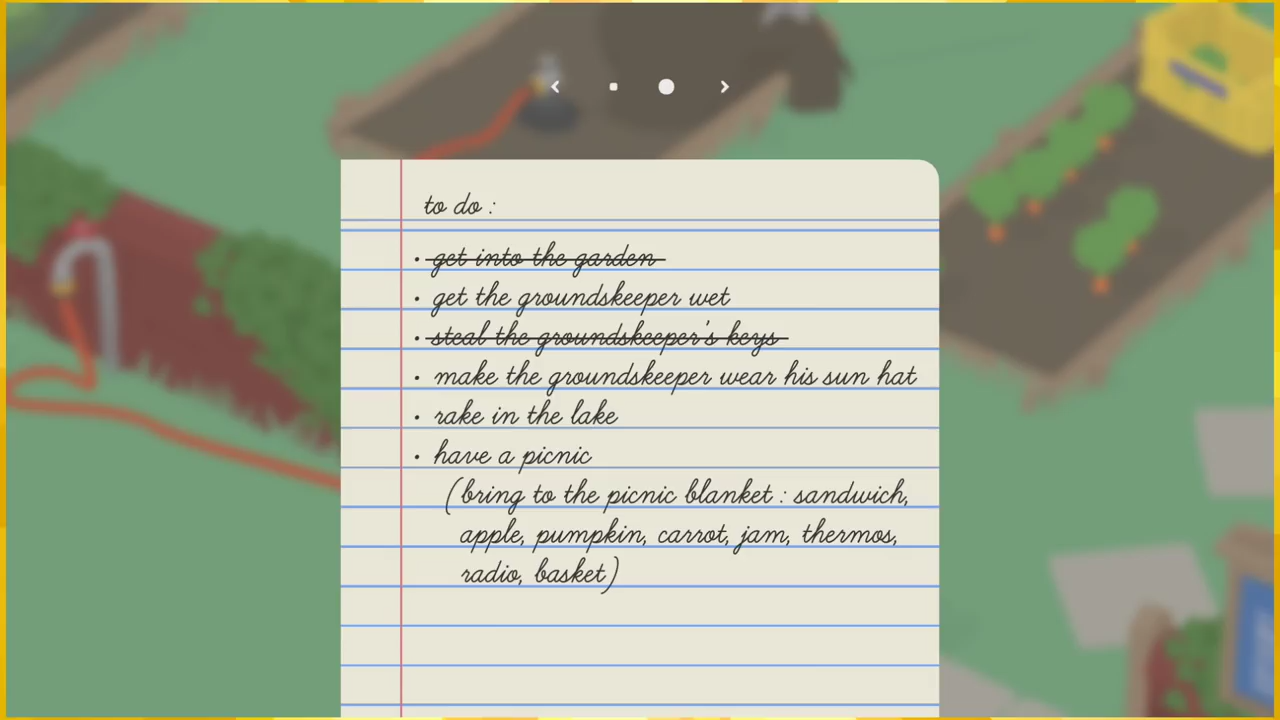 to do :
• get into the garden
• get the groundskeeper wet
• steal the groundskeeper's keys
• make the groundskeeper wear his sun hat
• rake in the lake
• have a picnic
(bring to the picnic blanket : sandwich,
apple, pumpkin, carrot, jam, thermos,
radio, basket)